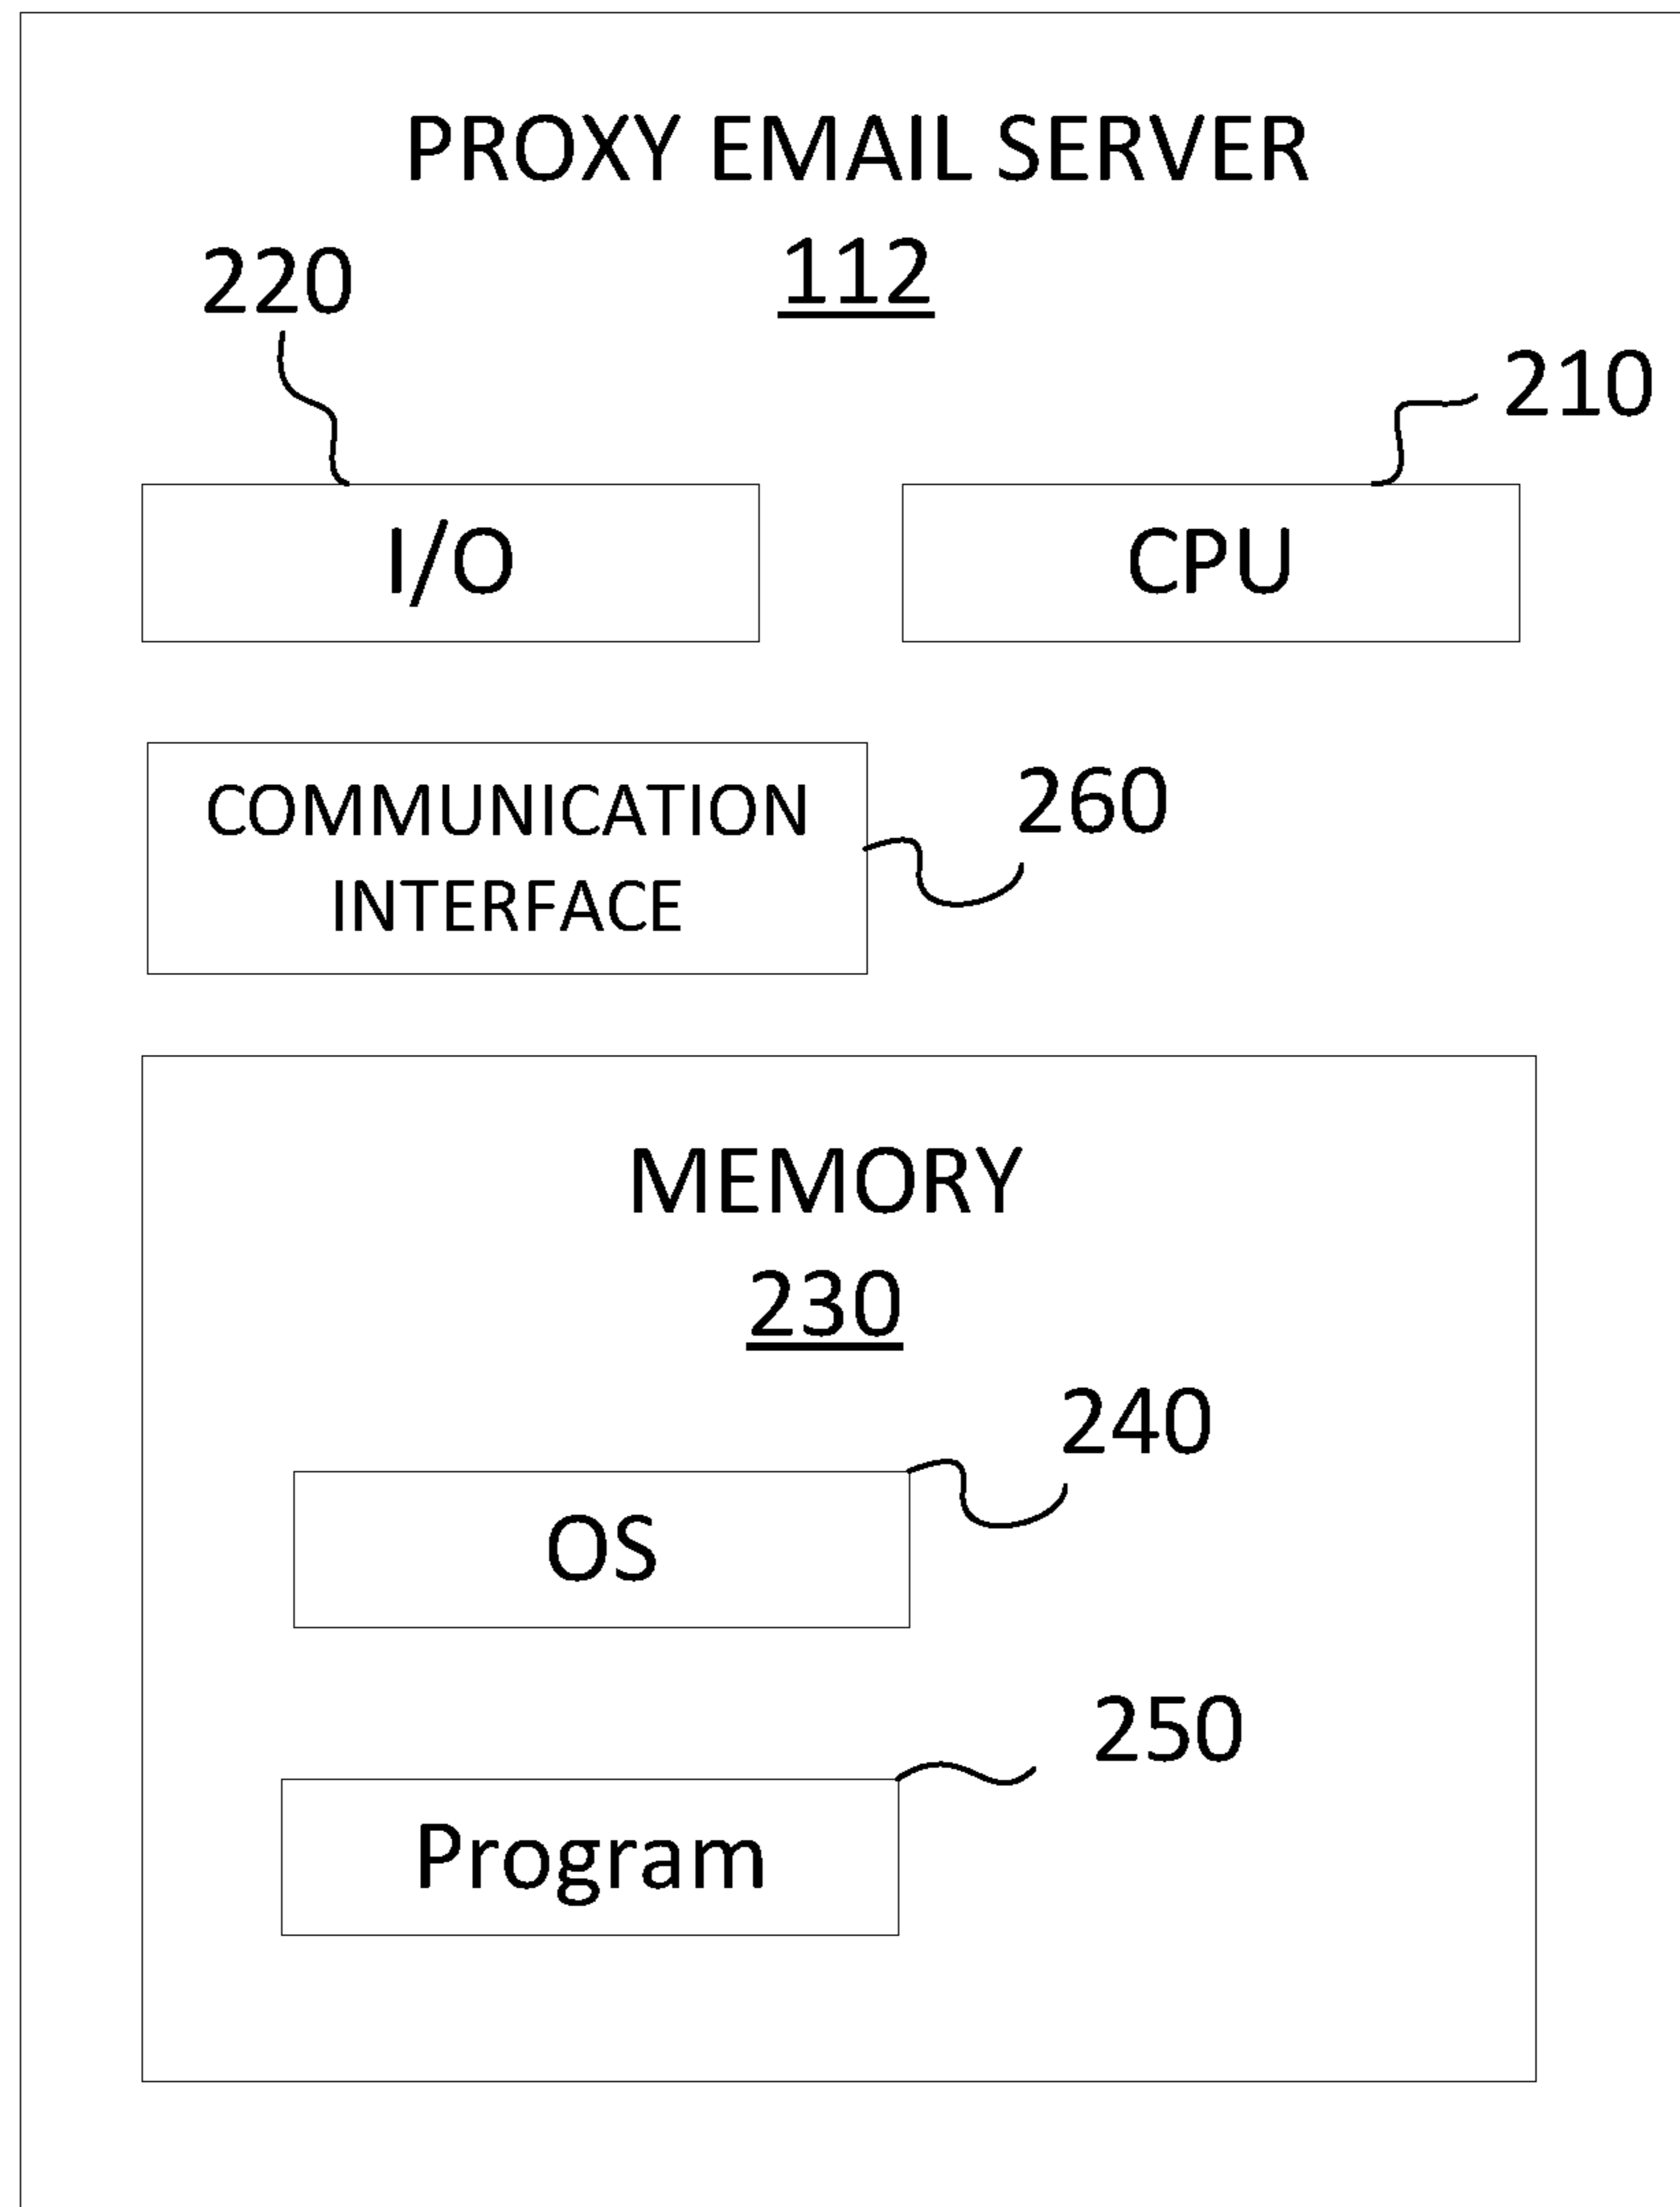 PROXY EMAIL SERVER
112
220
210
I/O
CPU
COMMUNICATION
INTERFACE
260
MEMORY
230
240
OS
250
Program